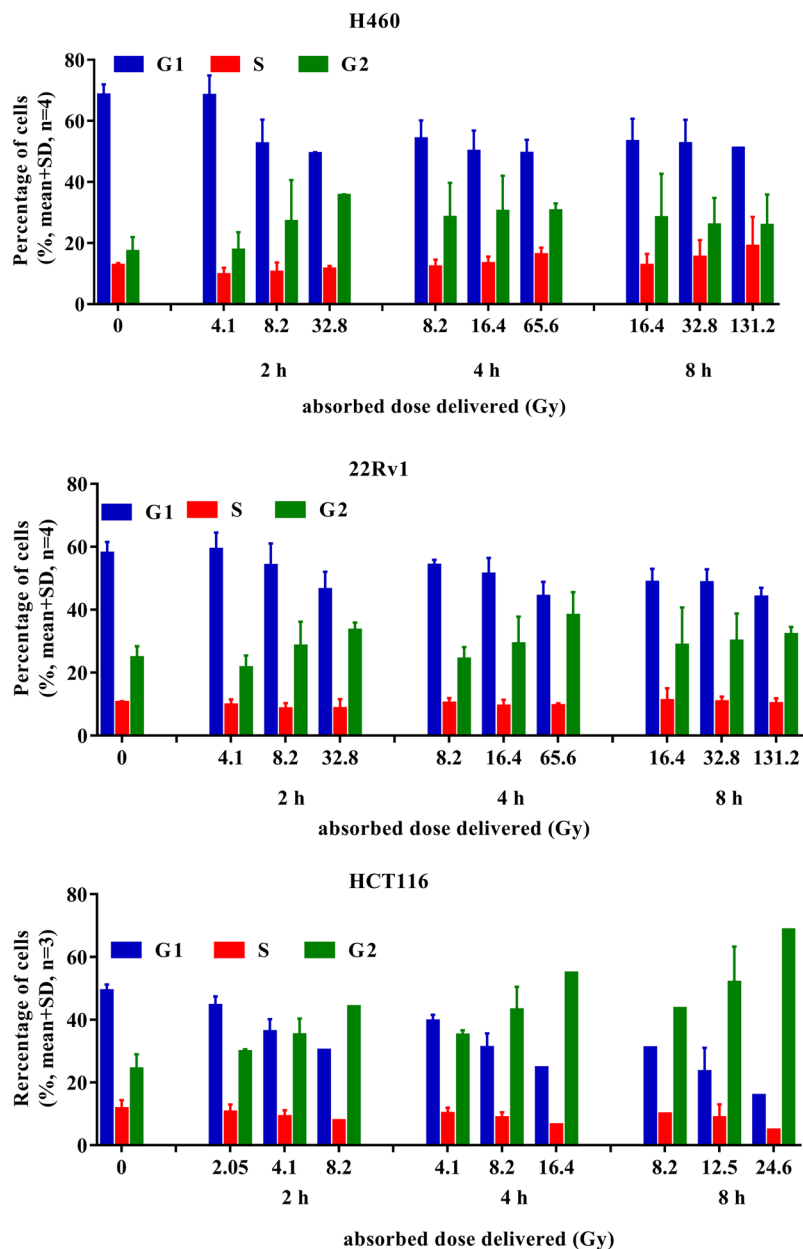 H460
G1 S G2
Percentage of cells
(%, mean+SD, n=4)
80
60
40
20
0
0 4.1 8.2 32.8 8.2 16.4 65.6 16.4 32.8 131.2
2 h 4 h 8 h
absorbed dose delivered (Gy)
22Rv1
G1 S G2
Percentage of cells
(%, mean+SD, n=4)
80
60
40
20
0
0 4.1 8.2 32.8 8.2 16.4 65.6 16.4 32.8 131.2
2 h 4 h 8 h
absorbed dose delivered (Gy)
HCT116
G1 S G2
Rercentage of cells
(%, mean+SD, n=3)
80
60
40
20
0
0 2.05 4.1 8.2 4.1 8.2 16.4 8.2 12.5 24.6
2 h 4 h 8 h
absorbed dose delivered (Gy)